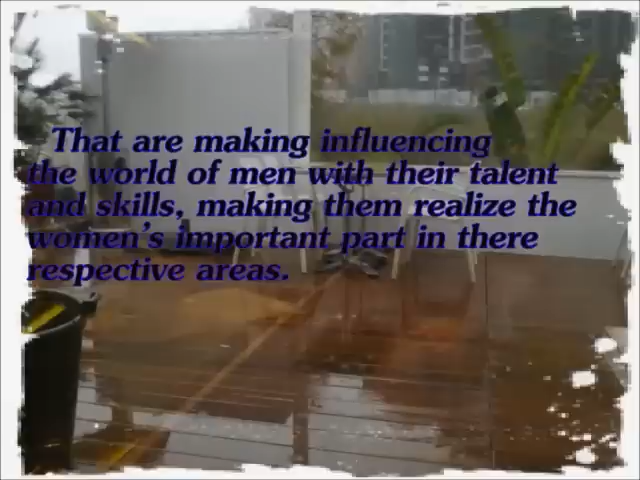 That are making influencing
the world of men with their talent
and skills, making them realize the
women's important part in there
respective areas.